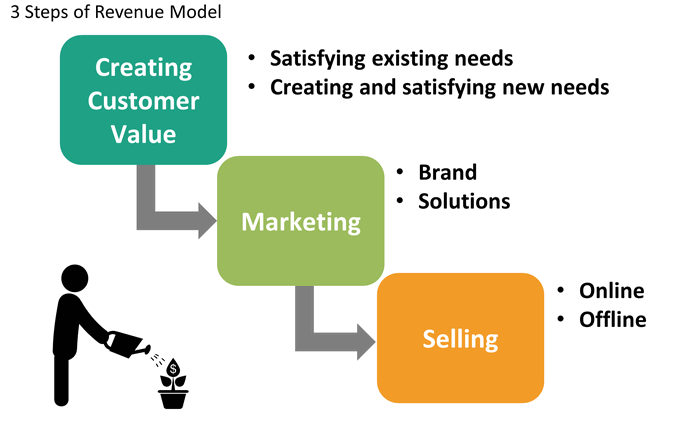 3 Steps of Revenue Model
Creating
Customer
Value
• Satisfying existing needs
• Creating and satisfying new needs
Marketing
• Brand
• Solutions
Selling
• Online
• Offline
$